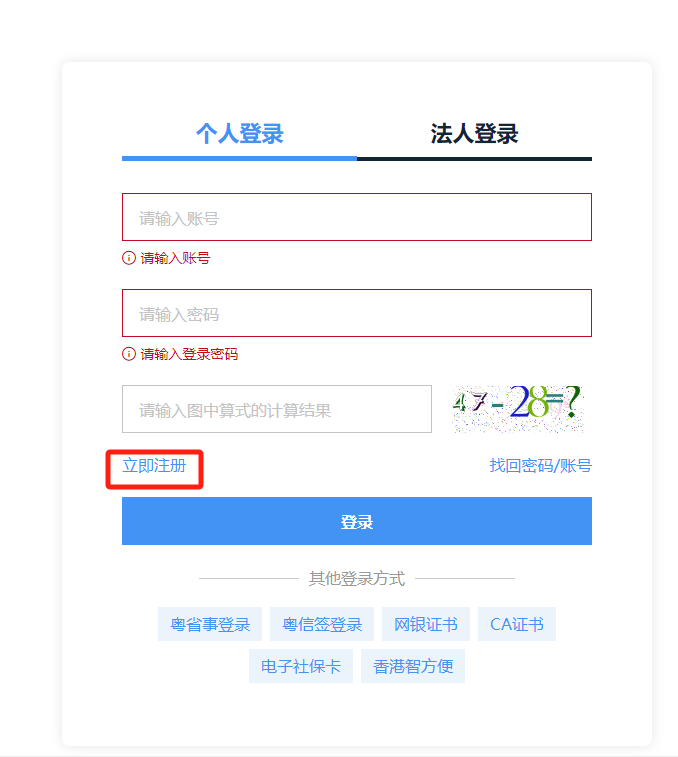 个人登录 法人登录
请输入账号
请输入账号
请输入密码
请输入登录密码
请输入图中算式的计算结果 47-28=?
立即注册 找回密码/账号
登录
其他登录方式
粤省事登录 粤信签登录 网银证书 CA证书
电子社保卡 香港智方便